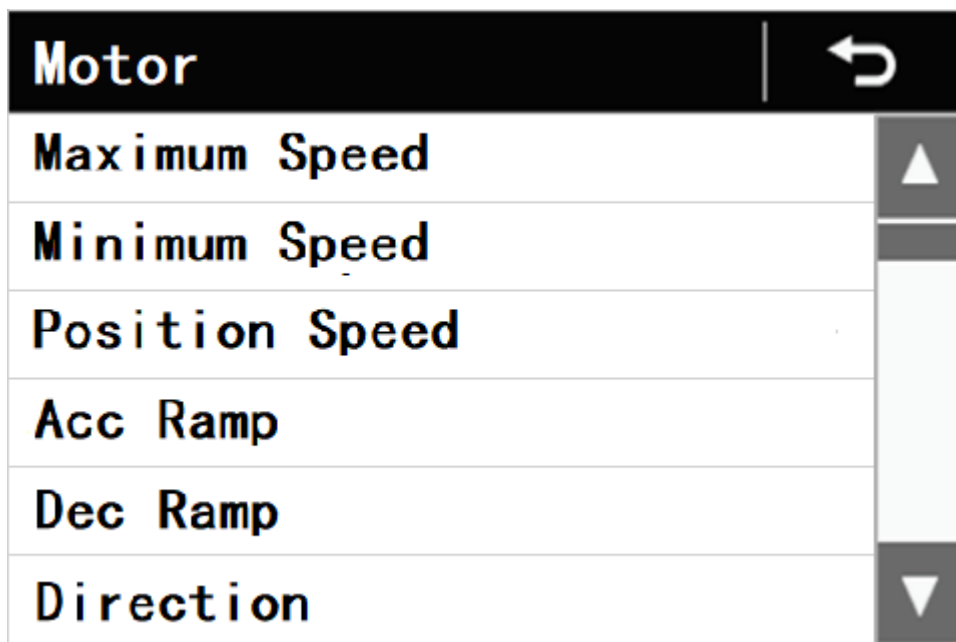 Motor
Maximum Speed
Minimum Speed
Position Speed
Acc Ramp
Dec Ramp
Direction